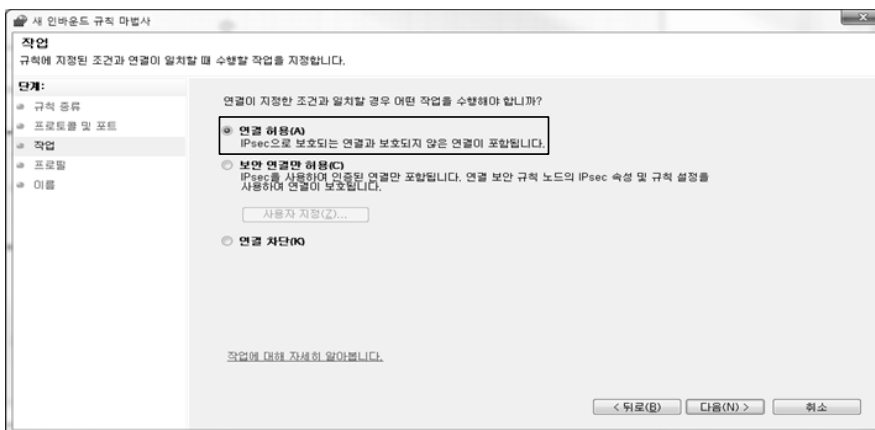 새 인바운드 규칙 마법사
작업
규칙에 지정된 조건과 연결이 일치할 때 수행할 작업을 지정합니다.
단계:
규칙 종류
프로토콜 및 포트
작업
프로필
이름
연결이 지정한 조건과 일치할 경우 어떤 작업을 수행해야 합니까?
연결 허용(A)
IPsec으로 보호되는 연결과 보호되지 않은 연결이 포함됩니다.
보안 연결만 허용(C)
IPsec을 사용하여 인증된 연결만 포함됩니다. 연결 보안 규칙 노드의 IPsec 속성 및 규칙 설정을
사용하여 연결이 보호됩니다.
사용자 지정(Z)...
연결 차단(K)
작업에 대해 자세히 알아봅니다.
< 뒤로(B)
다음(N) >
취소